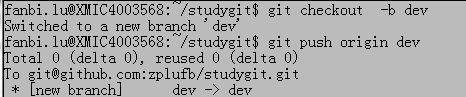 fanbi.lu@XMIC4003568:~/studygit$ git checkout -b dev
Switched to a new branch 'dev'
fanbi.lu@XMIC4003568:~/studygit$ git push origin dev
Total 0 (delta 0), reused 0 (delta 0)
To git@github.com:zplufb/studygit.git
* [new branch] dev -> dev